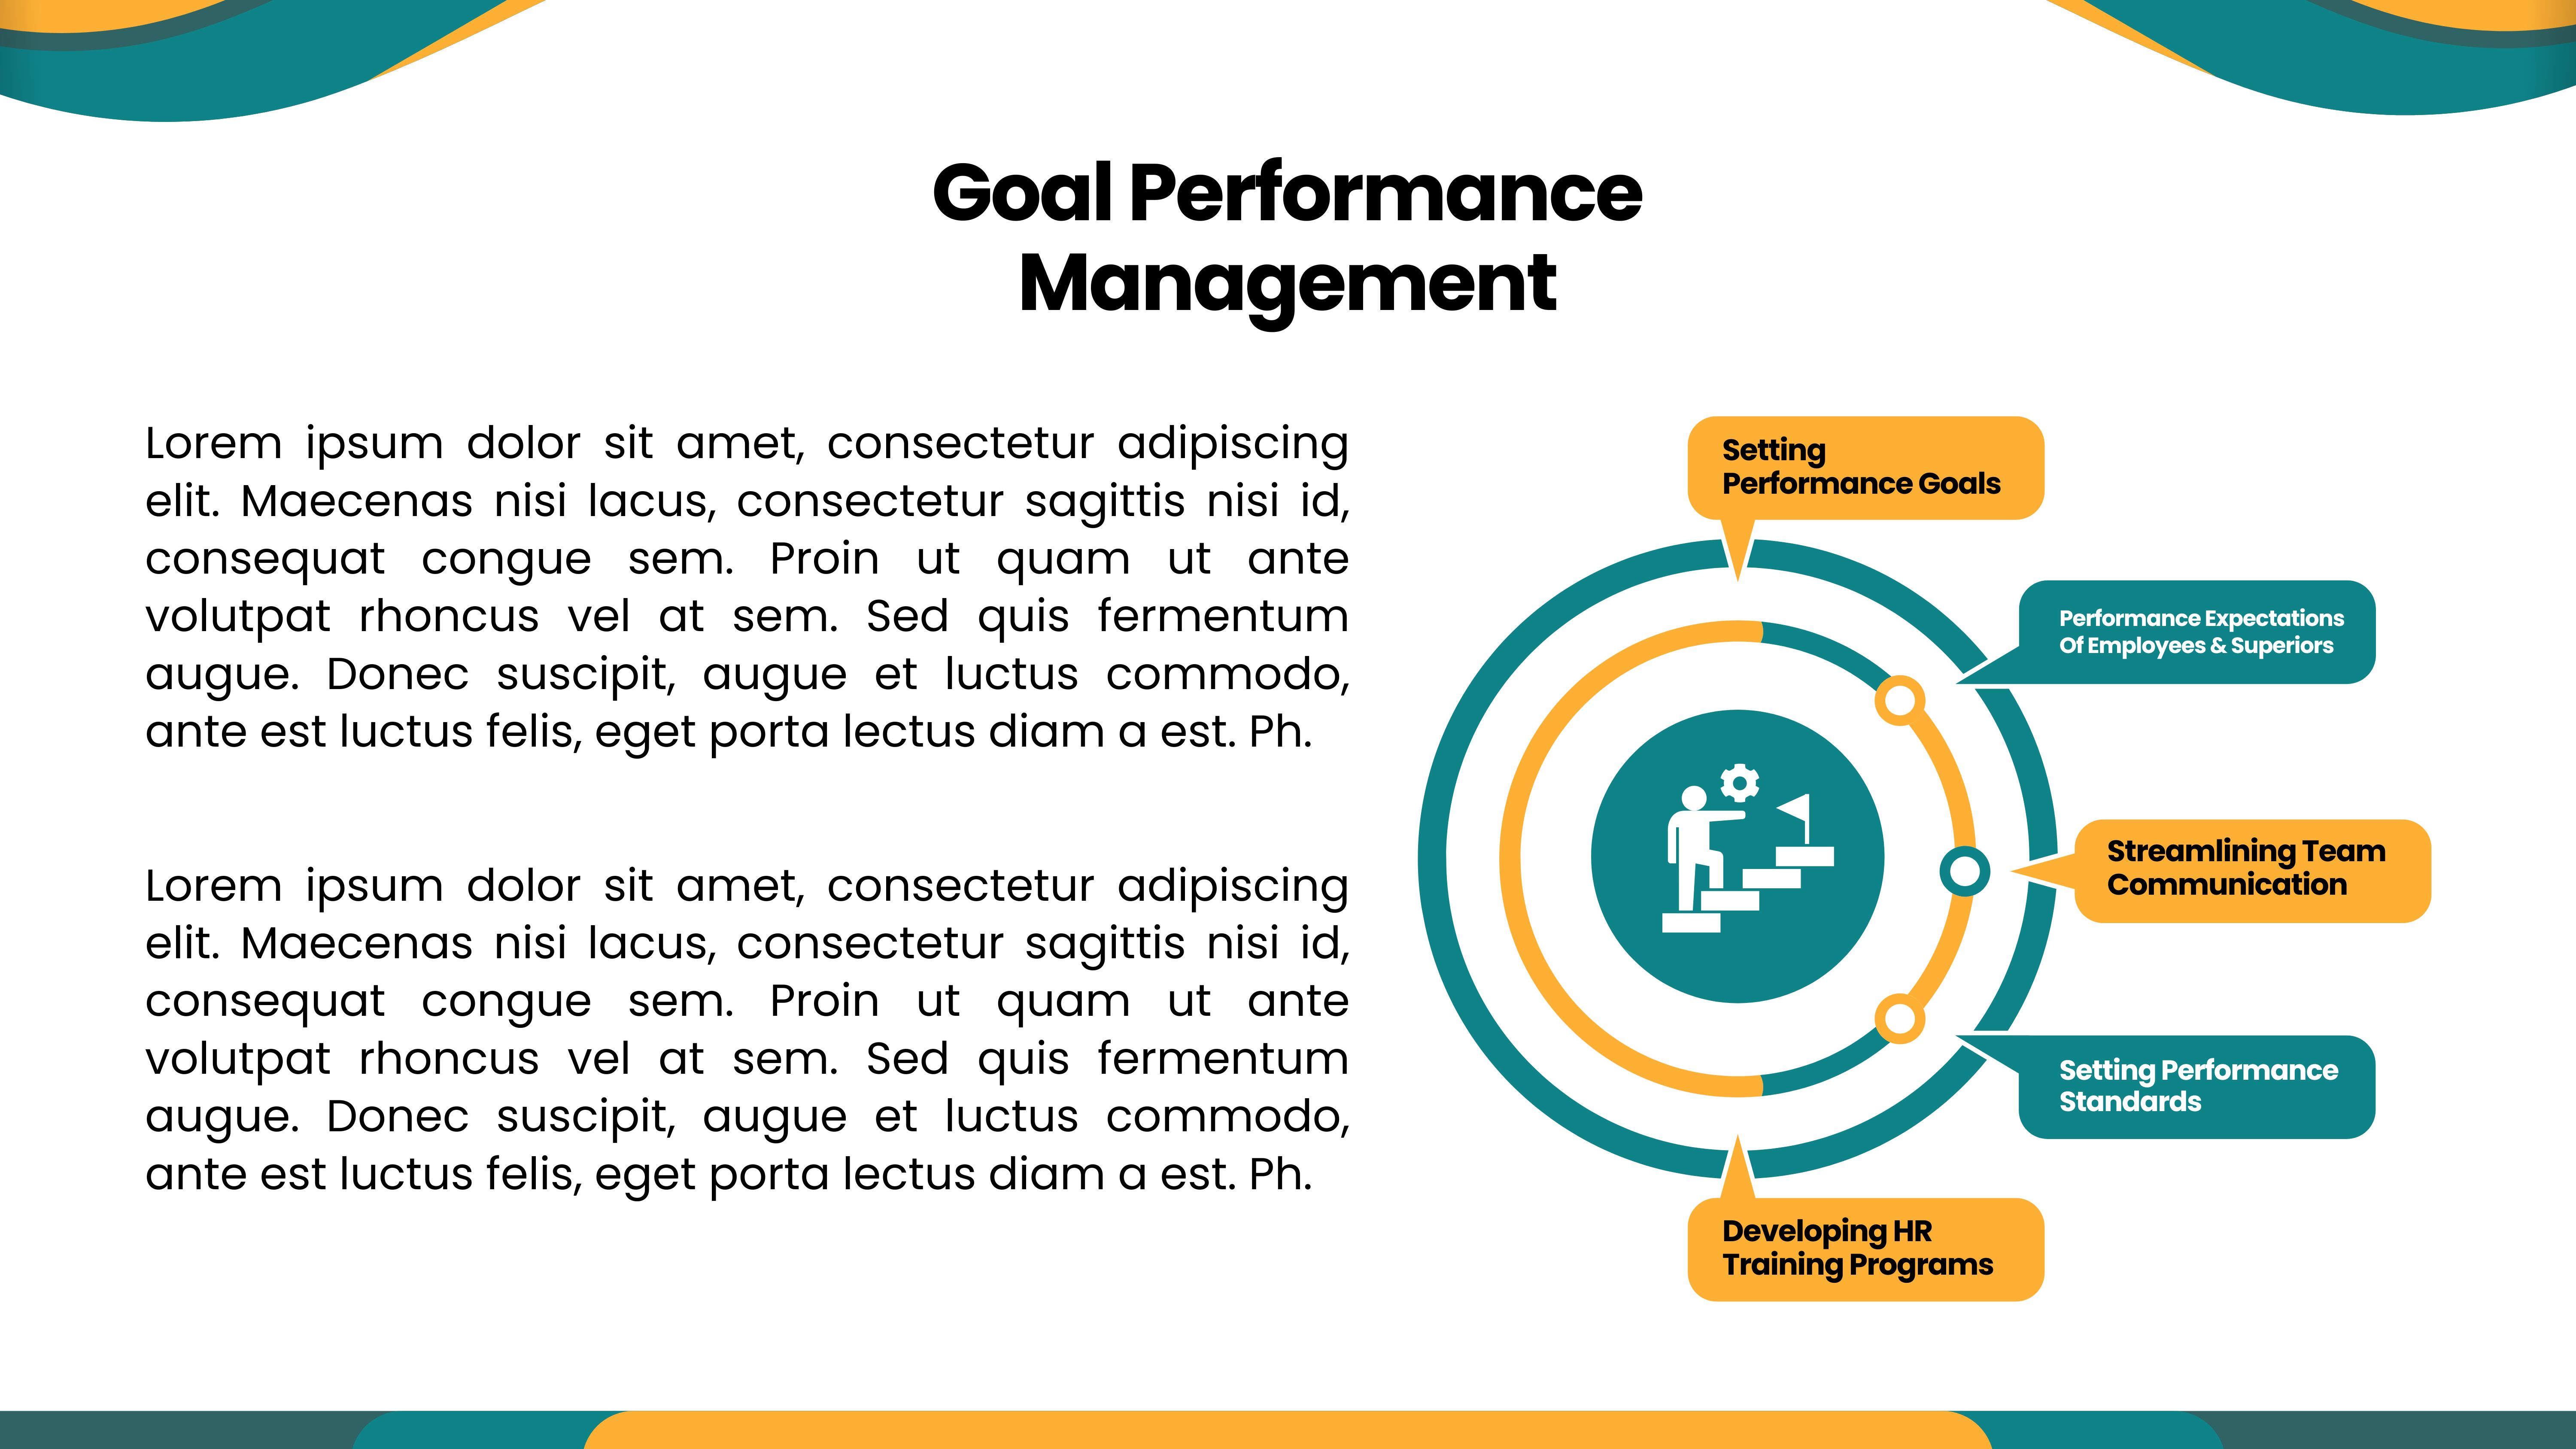 Goal Performance
Management
Lorem ipsum dolor sit amet, consectetur adipiscing
elit. Maecenas nisi lacus, consectetur sagittis nisi id,
consequat congue sem. Proin ut quam ut ante
volutpat rhoncus vel at sem. Sed quis fermentum
augue. Donec suscipit, augue et luctus commodo,
ante est luctus felis, eget porta lectus diam a est. Ph.
Lorem ipsum dolor sit amet, consectetur adipiscing
elit. Maecenas nisi lacus, consectetur sagittis nisi id,
consequat congue sem. Proin ut quam ut ante
volutpat rhoncus vel at sem. Sed quis fermentum
augue. Donec suscipit, augue et luctus commodo,
ante est luctus felis, eget porta lectus diam a est. Ph.
Setting
Performance Goals
Performance Expectations
Of Employees & Superiors
Streamlining Team
Communication
Setting Performance
Standards
Developing HR
Training Programs